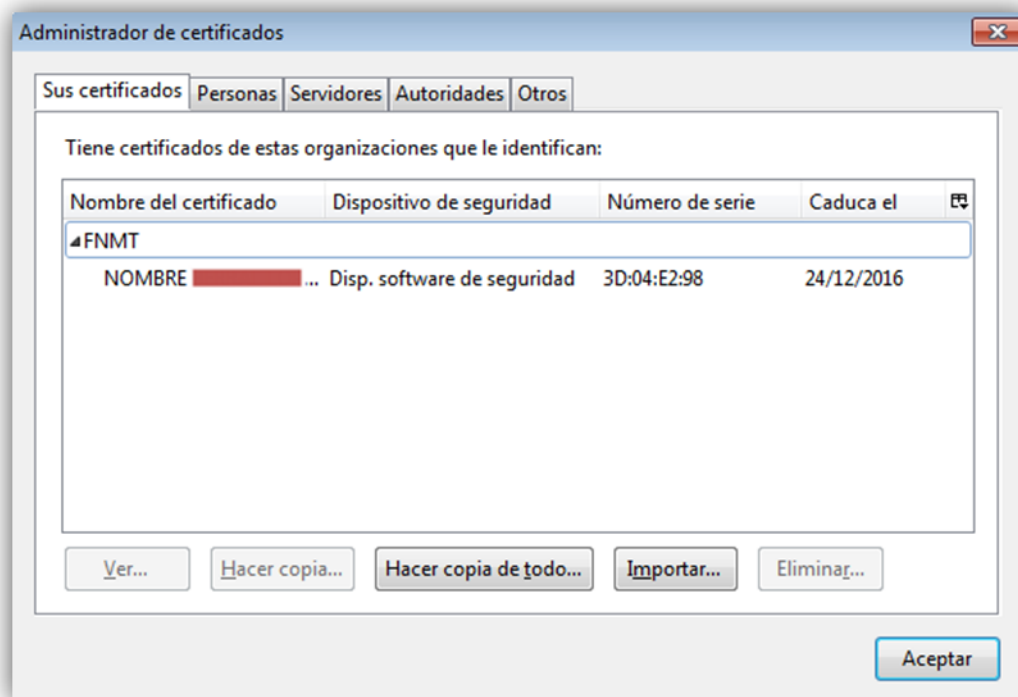 Administrador de certificados
Sus certificados Personas Servidores Autoridades Otros
Tiene certificados de estas organizaciones que le identifican:
Nombre del certificado Dispositivo de seguridad Número de serie Caduca el
FNMT
NOMBRE ... Disp. software de seguridad 3D:04:E2:98 24/12/2016
Ver... Hacer copia... Hacer copia de todo... Importar... Eliminar...
Aceptar